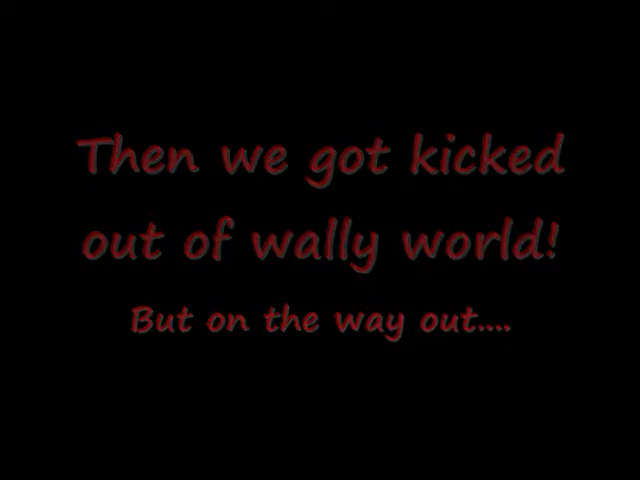 Then we got kicked
out of wally world!
But on the way out....